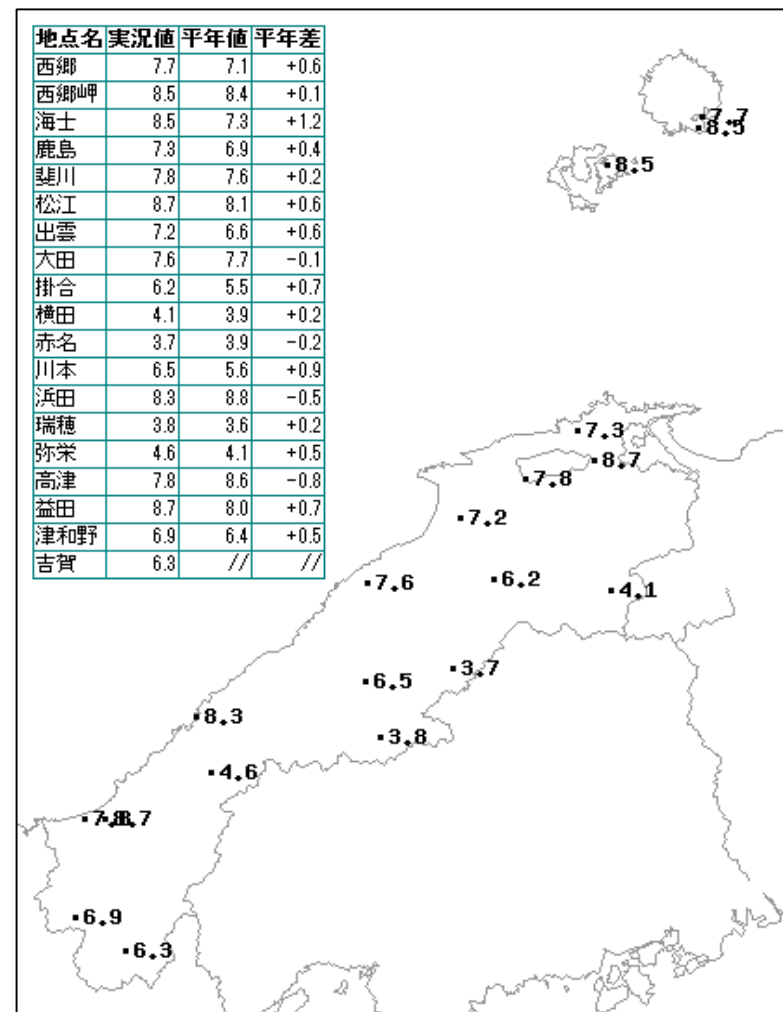 地点名 実況値 平年値 平年差
西郷 7.7 7.1 +0.6
西郷岬 8.5 8.4 +0.1
海士 8.5 7.3 +1.2
鹿島 7.3 6.9 +0.4
斐川 7.8 7.6 +0.2
松江 8.7 8.1 +0.6
出雲 7.2 6.6 +0.6
大田 7.6 7.7 -0.1
掛合 6.2 5.5 +0.7
横田 4.1 3.9 +0.2
赤名 3.7 3.9 -0.2
川本 6.5 5.6 +0.9
浜田 8.3 8.8 -0.5
瑞穂 3.8 3.6 +0.2
弥栄 4.6 4.1 +0.5
高津 7.8 8.6 -0.8
益田 8.7 8.0 +0.7
津和野 6.9 6.4 +0.5
吉賀 6.3 // //
7.7
8.5
8.5
7.3
8.7
7.8
7.2
7.6
6.2
4.1
3.7
6.5
8.3
3.8
4.6
7.8
8.7
6.9
6.3